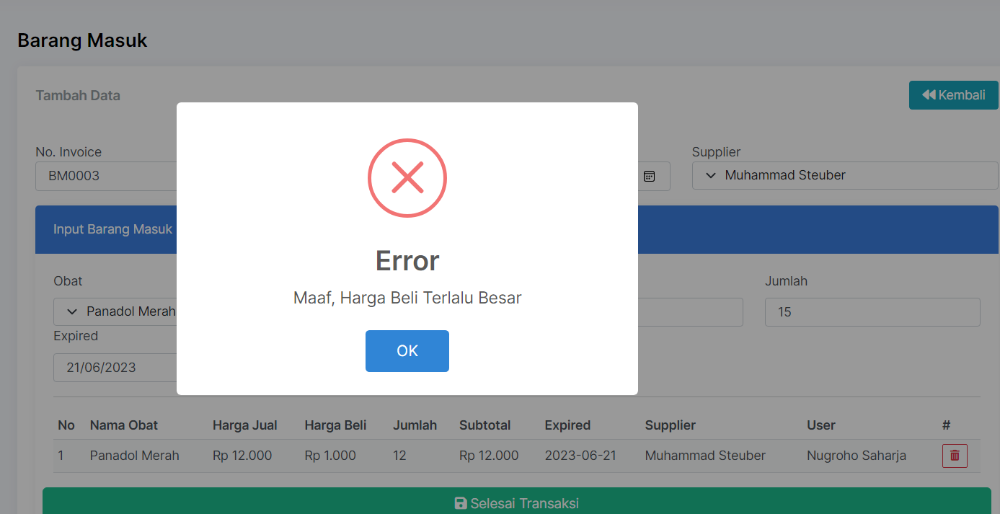 Barang Masuk
Tambah Data
Kembali
No. Invoice
Supplier
BM0003
Muhammad Steuber
Input Barang Masuk
Error
Maaf, Harga Beli Terlalu Besar
OK
Obat
Jumlah
Panadol Merah
15
Expired
21/06/2023
No Nama Obat Harga Jual Harga Beli Jumlah Subtotal Expired Supplier User #
1 Panadol Merah Rp 12.000 Rp 1.000 12 Rp 12.000 2023-06-21 Muhammad Steuber Nugroho Saharja
Selesai Transaksi